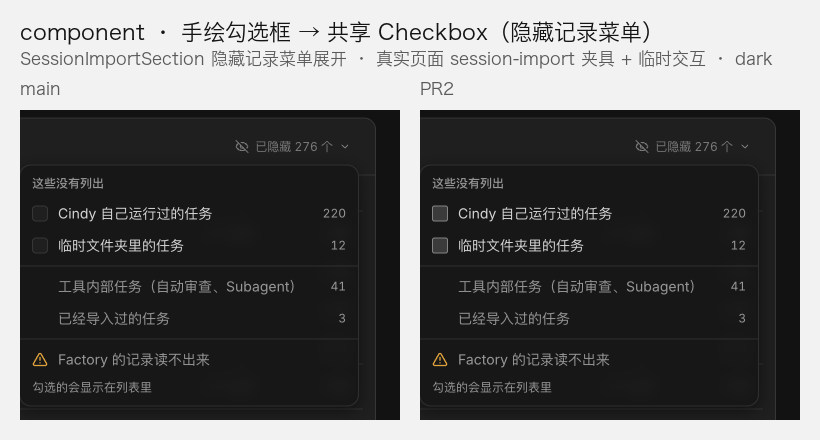 component · 手绘勾选框 → 共享 Checkbox（隐藏记录菜单）
SessionImportSection 隐藏记录菜单展开 · 真实页面 session-import 夹具 + 临时交互 · dark
main
PR2
已隐藏 276 个
这些没有列出
Cindy 自己运行过的任务 220
临时文件夹里的任务 12
工具内部任务（自动审查、Subagent） 41
已经导入过的任务 3
Factory 的记录读不出来
勾选的会显示在列表里
已隐藏 276 个
这些没有列出
Cindy 自己运行过的任务 220
临时文件夹里的任务 12
工具内部任务（自动审查、Subagent） 41
已经导入过的任务 3
Factory 的记录读不出来
勾选的会显示在列表里